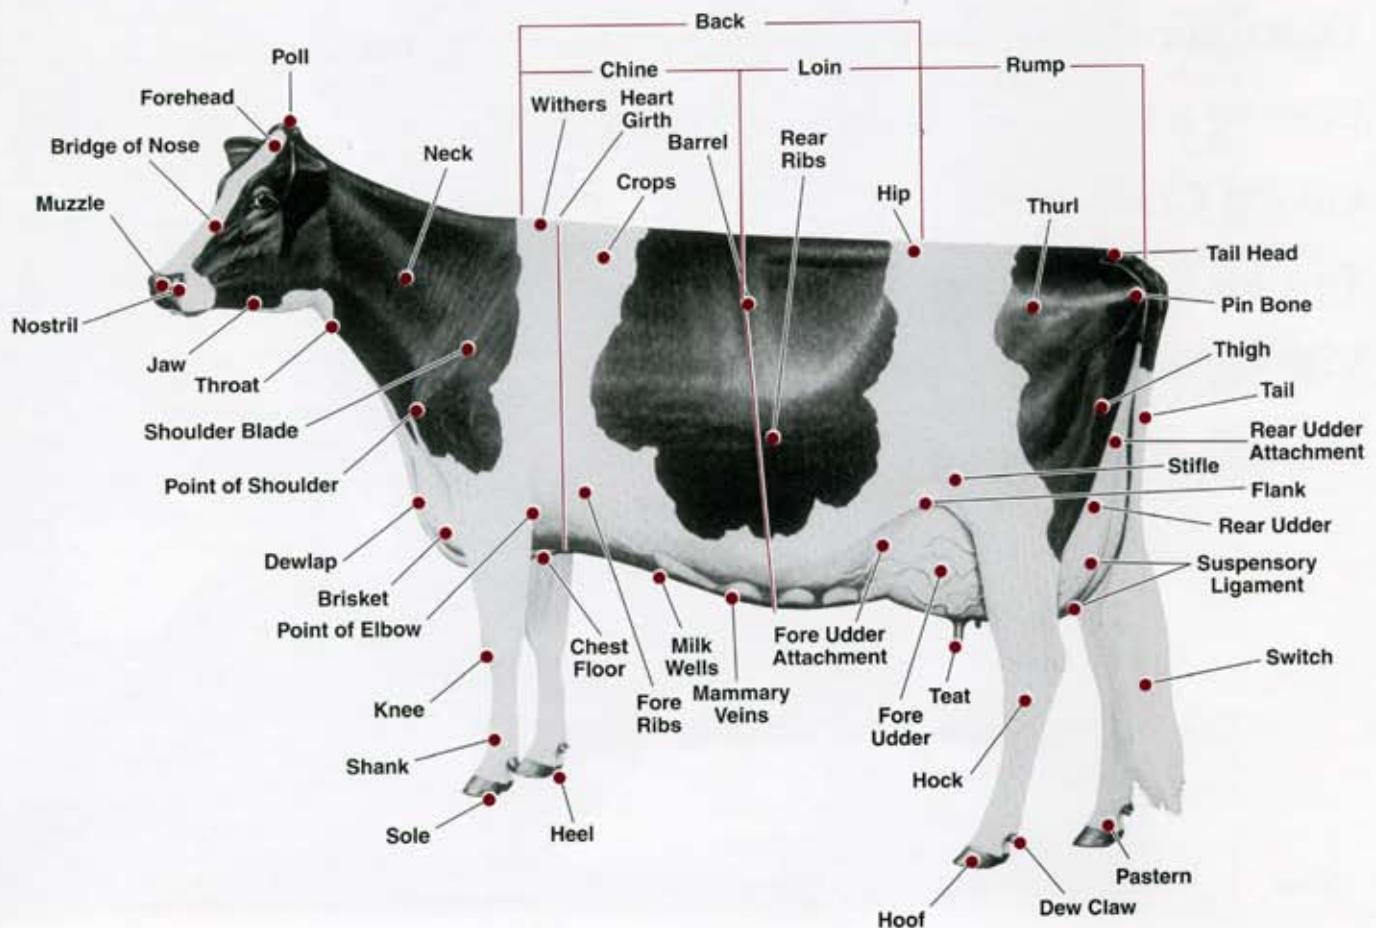 Back
Poll
Chine
Loin
Rump
Forehead
Withers
Heart
Girth
Bridge of Nose
Neck
Barrel
Rear
Ribs
Crops
Muzzle
Hip
Thurl
Tail Head
Nostril
Pin Bone
Jaw
Throat
Thigh
Tail
Shoulder Blade
Rear Udder
Attachment
Point of Shoulder
Stifle
Flank
Rear Udder
Dewlap
Suspensory
Ligament
Brisket
Point of Elbow
Chest
Floor
Milk
Wells
Fore Udder
Attachment
Switch
Knee
Fore
Ribs
Mammary
Veins
Teat
Fore
Udder
Shank
Hock
Sole
Heel
Pastern
Dew Claw
Hoof